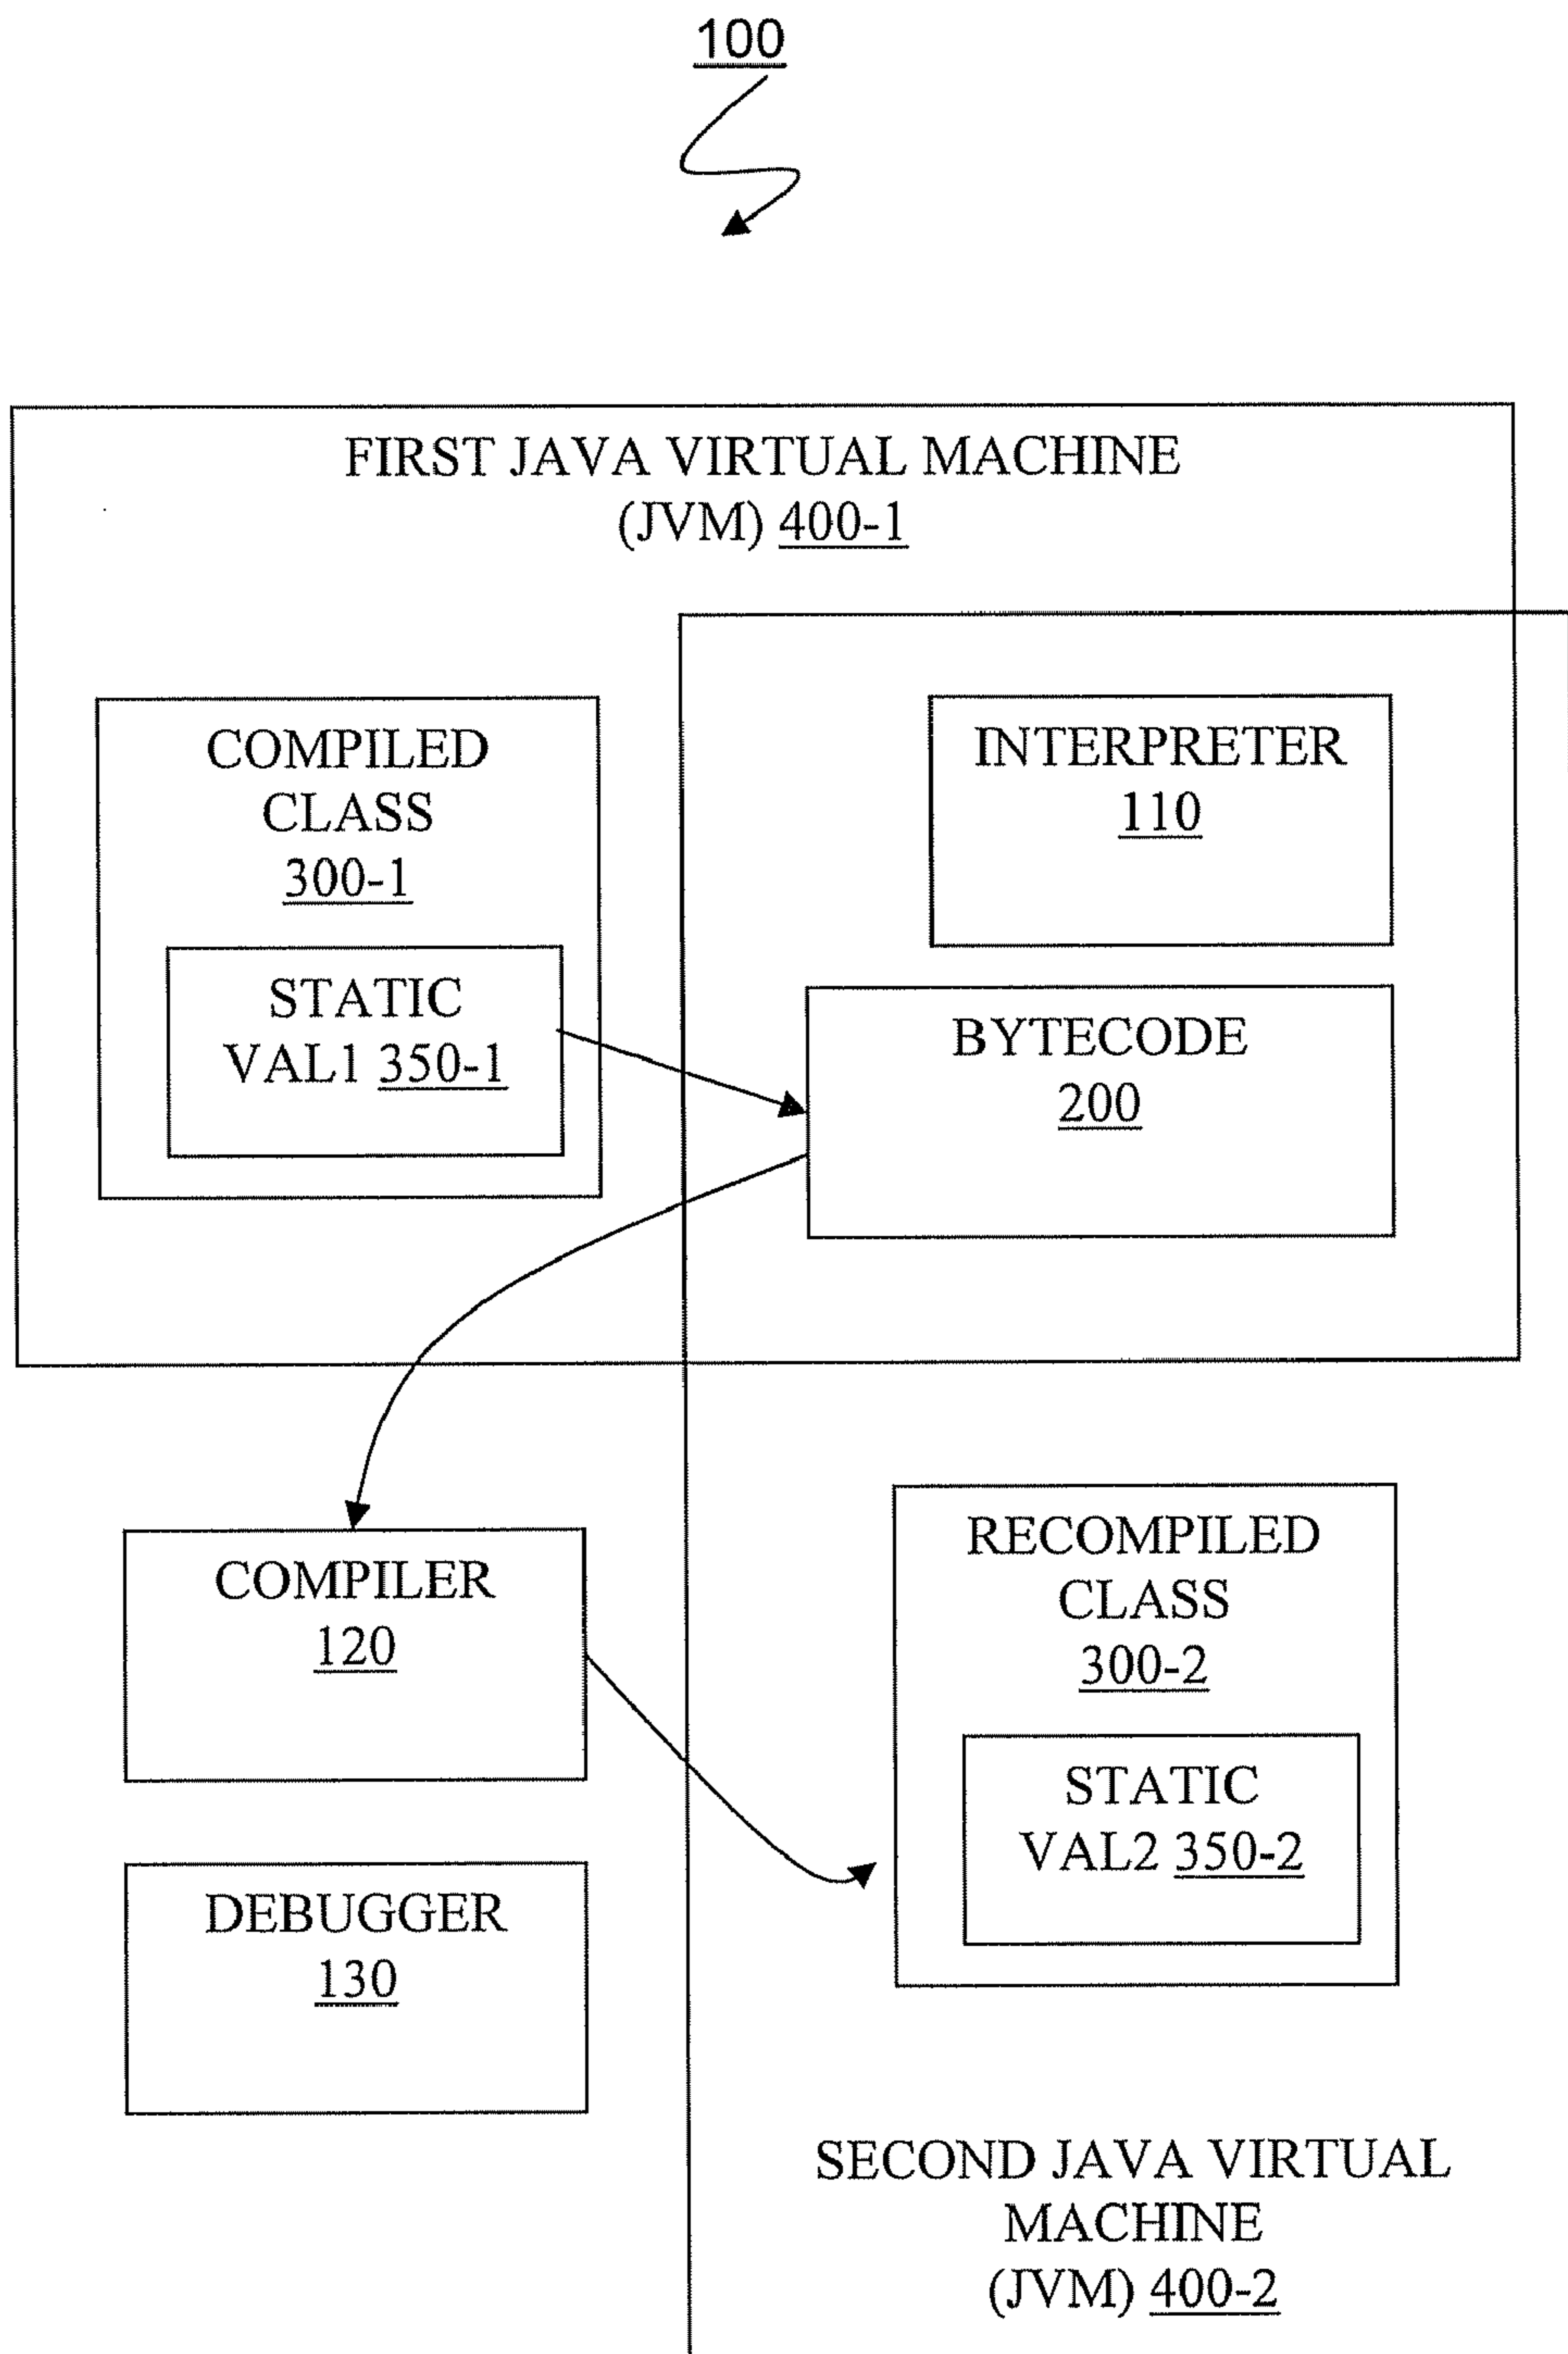 100
FIRST JAVA VIRTUAL MACHINE
(JVM) 400-1
COMPILED
CLASS
300-1
STATIC
VAL1 350-1
INTERPRETER
110
BYTECODE
200
COMPILER
120
DEBUGGER
130
RECOMPILED
CLASS
300-2
STATIC
VAL2 350-2
SECOND JAVA VIRTUAL
MACHINE
(JVM) 400-2